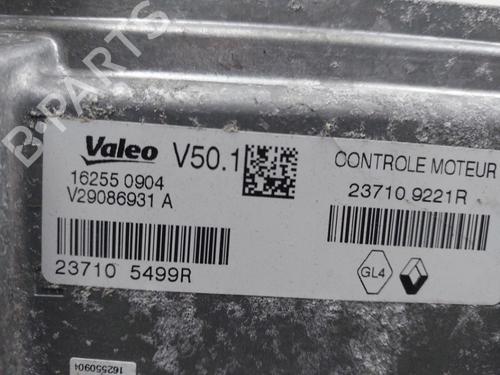 B-PARTS
Valeo V50.1
16255 0904
V29086931 A
23710 5499R
CONTROLE MOTEUR
23710 9221R
GL4
162550904